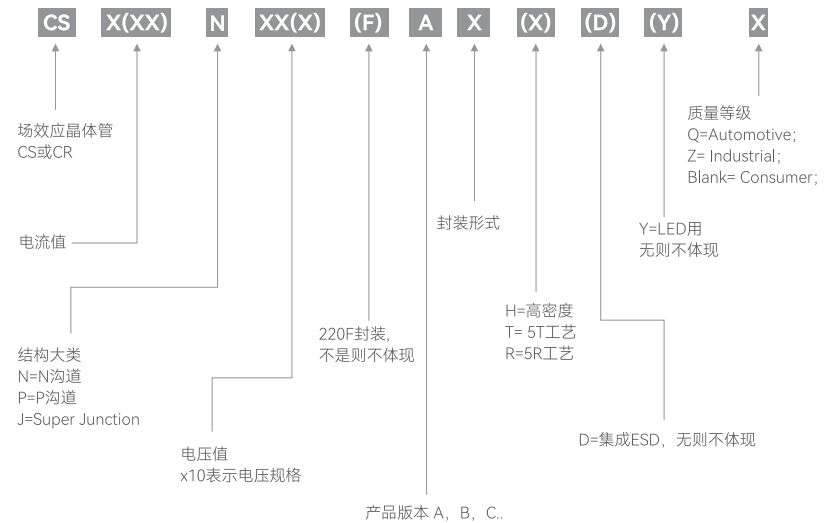 CS X(XX) N XX(X) (F) A X (X) (D) (Y) X
场效应晶体管
CS或CR
质量等级
Q=Automotive;
Z= Industrial;
Blank= Consumer;
电流值
封装形式
Y=LED用
无则不体现
结构大类
N=N沟道
P=P沟道
J=Super Junction
220F封装,
不是则不体现
H=高密度
T= 5T工艺
R=5R工艺
电压值
x10表示电压规格
D=集成ESD，无则不体现
产品版本 A，B，C..